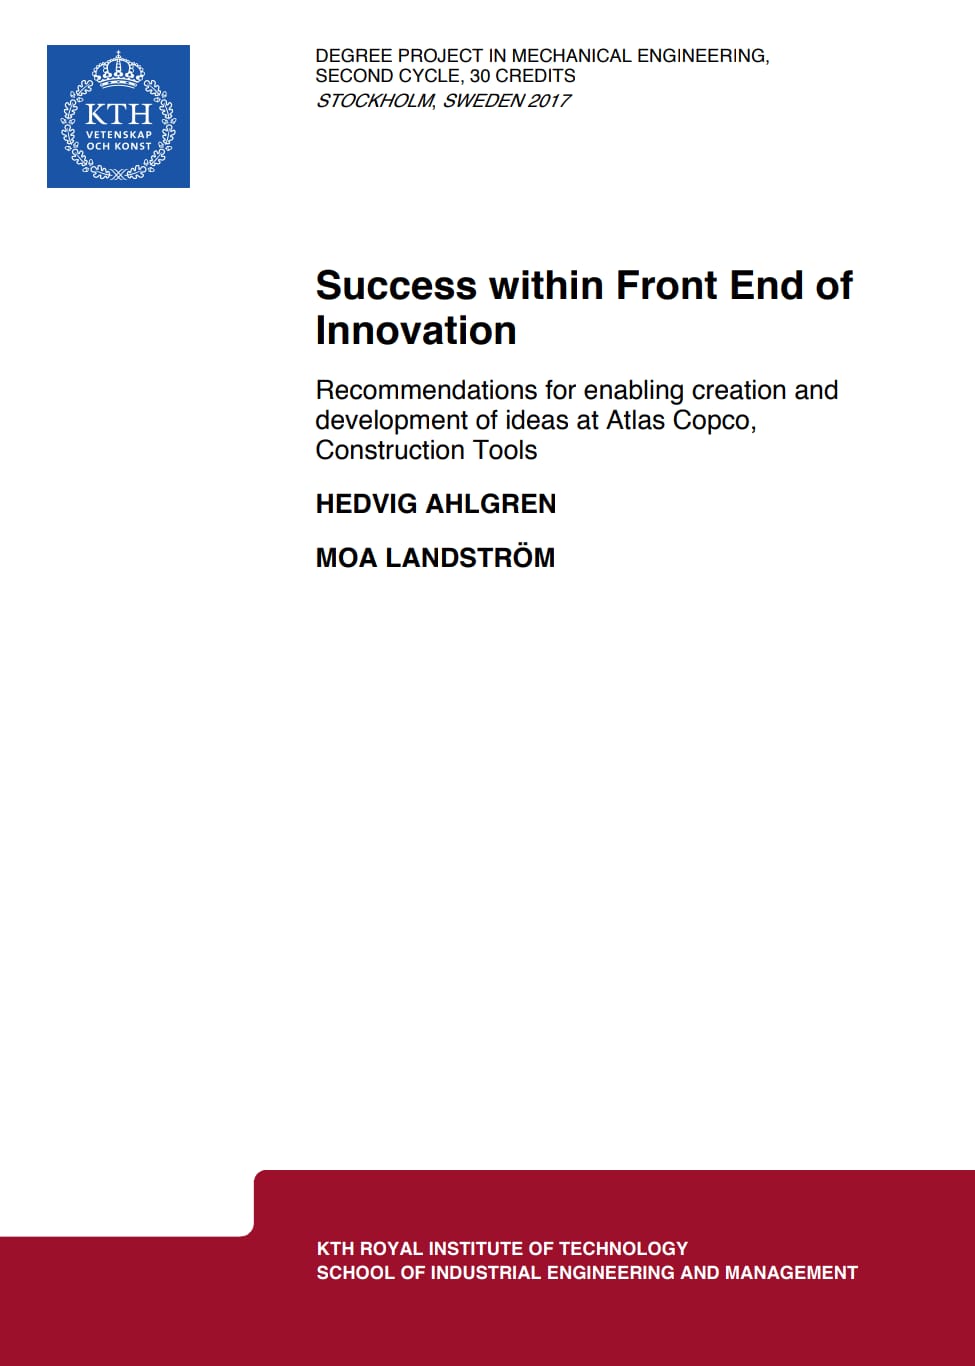 KTH
VETENSKAP
OCH KONST
DEGREE PROJECT IN MECHANICAL ENGINEERING,
SECOND CYCLE, 30 CREDITS
STOCKHOLM, SWEDEN 2017
Success within Front End of
Innovation
Recommendations for enabling creation and
development of ideas at Atlas Copco,
Construction Tools
HEDVIG AHLGREN
MOA LANDSTRÖM
KTH ROYAL INSTITUTE OF TECHNOLOGY
SCHOOL OF INDUSTRIAL ENGINEERING AND MANAGEMENT